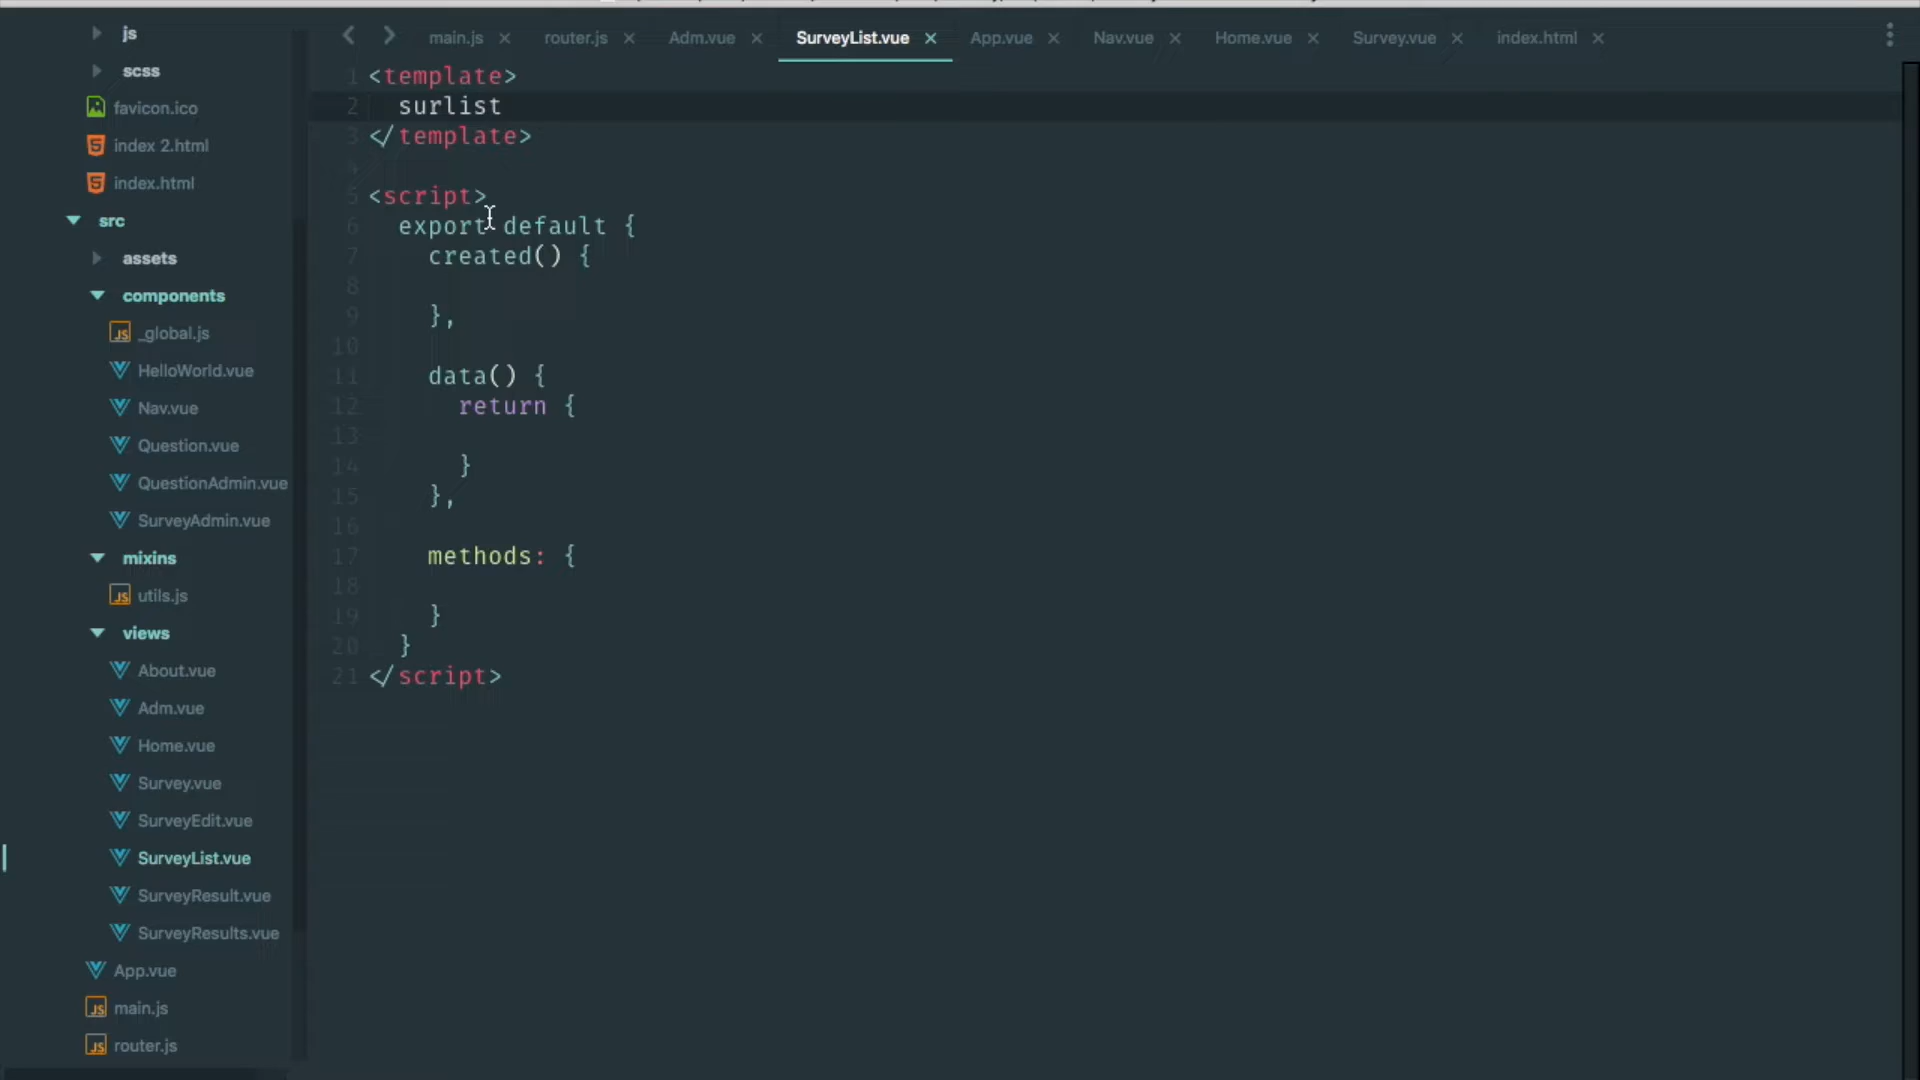 js
scss
favicon.ico
index 2.html
index.html
src
assets
components
_global.js
HelloWorld.vue
Nav.vue
Question.vue
QuestionAdmin.vue
SurveyAdmin.vue
mixins
utils.js
views
About.vue
Adm.vue
Home.vue
Survey.vue
SurveyEdit.vue
SurveyList.vue
SurveyResult.vue
SurveyResults.vue
App.vue
main.js
router.js
main.js × router.js × Adm.vue × SurveyList.vue × App.vue × Nav.vue × Home.vue × Survey.vue × index.html ×
1 <template>
2 surlist
3 </template>
4
5 <script>
6 export default {
7 created() {
8
9 },
10
11 data() {
12 return {
13
14 }
15 },
16
17 methods: {
18
19 }
20 }
21 </script>